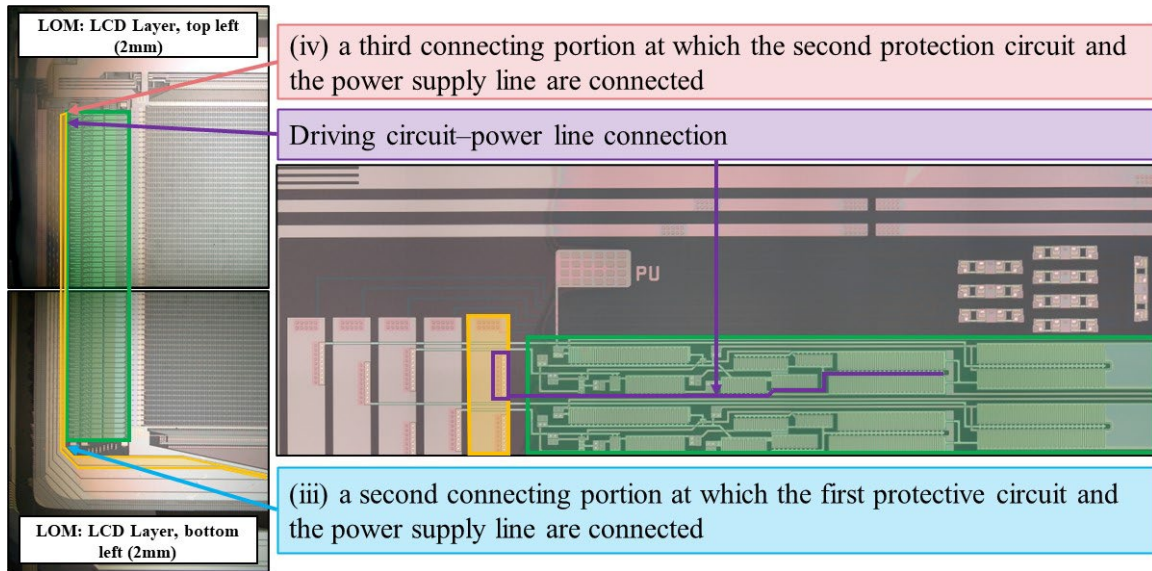 LOM: LCD Layer, top left
(2mm)
(iv) a third connecting portion at which the second protection circuit and
the power supply line are connected
Driving circuit–power line connection
PU
(iii) a second connecting portion at which the first protective circuit and
the power supply line are connected
LOM: LCD Layer, bottom
left (2mm)